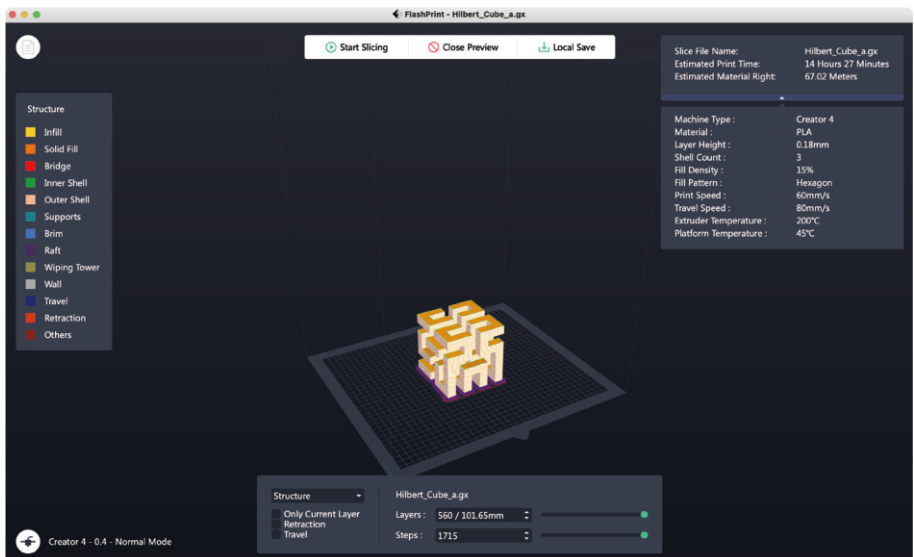 FlashPrint - Hilbert_Cube_a.gx
Start Slicing
Close Preview
Local Save
Slice File Name: Hilbert_Cube_a.gx
Estimated Print Time: 14 Hours 27 Minutes
Estimated Material Right: 67.02 Meters
Machine Type : Creator 4
Material : PLA
Layer Height : 0.18mm
Shell Count : 3
Fill Density : 15%
Fill Pattern : Hexagon
Print Speed : 60mm/s
Travel Speed : 80mm/s
Extruder Temperature : 200℃
Platform Temperature : 45℃
Structure
Infill
Solid Fill
Bridge
Inner Shell
Outer Shell
Supports
Brim
Raft
Wiping Tower
Wall
Travel
Retraction
Others
Structure
Only Current Layer
Retraction
Travel
Hilbert_Cube_a.gx
Layers : 560 / 101.65mm
Steps : 1715
Creator 4 - 0.4 - Normal Mode